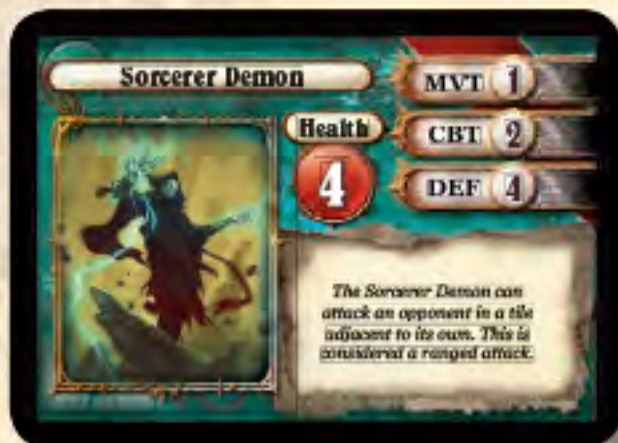 Sorcerer Demon
MVT 1
Health
CBT 2
4
DEF 4
The Sorcerer Demon can
attack an opponent in a tile
adjacent to its own. This is
considered a ranged attack.